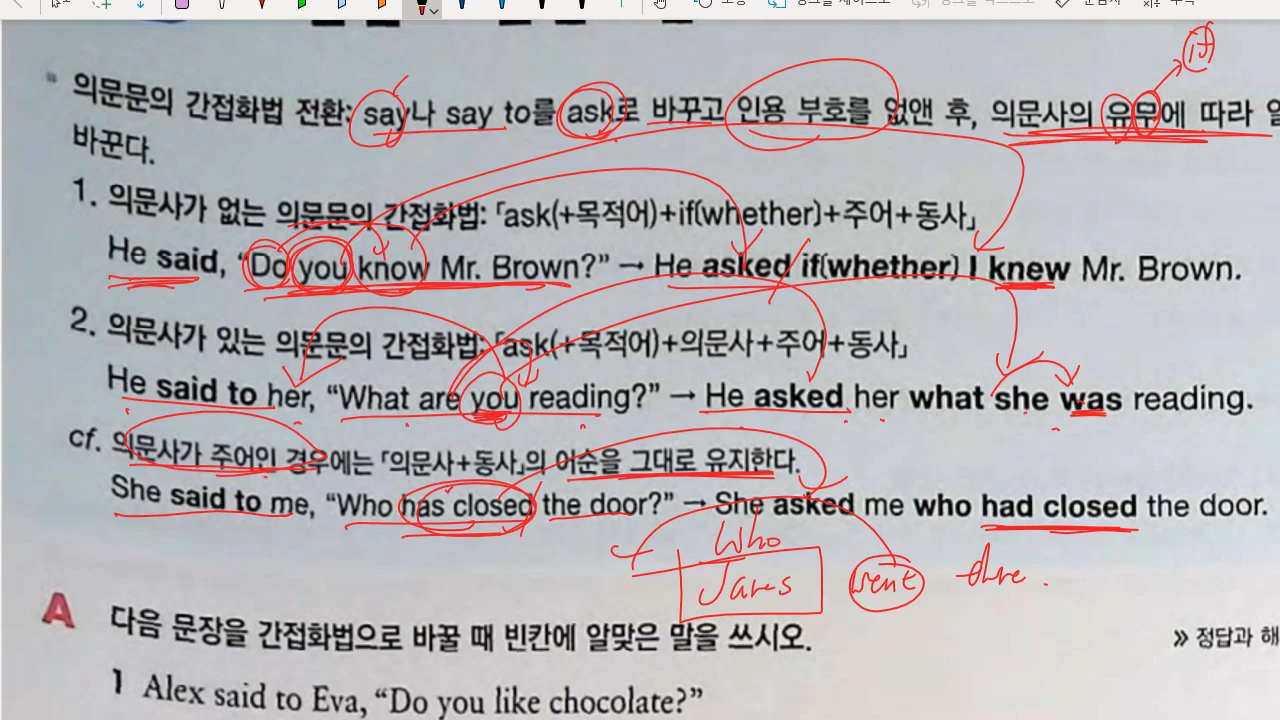 if
의문문의 간접화법 전환: say나 say to를 ask로 바꾸고 인용 부호를 없앤 후, 의문사의 유무에 따라
바꾼다.
1. 의문사가 없는 의문문의 간접화법: 「ask(+목적어)+if(whether)+주어+동사」
He said, “Do you know Mr. Brown?” → He asked if(whether) I knew Mr. Brown.
2. 의문사가 있는 의문문의 간접화법: 「ask(+목적어)+의문사+주어+동사」
He said to her, “What are you reading?” → He asked her what she was reading.
cf. 의문사가 주어인 경우에는 「의문사+동사」의 어순을 그대로 유지한다.
She said to me, “Who has closed the door?” → She asked me who had closed the door.
Who
went there.
A 다음 문장을 간접화법으로 바꿀 때 빈칸에 알맞은 말을 쓰시오.
» 정답과 해
1 Alex said to Eva, “Do you like chocolate?”